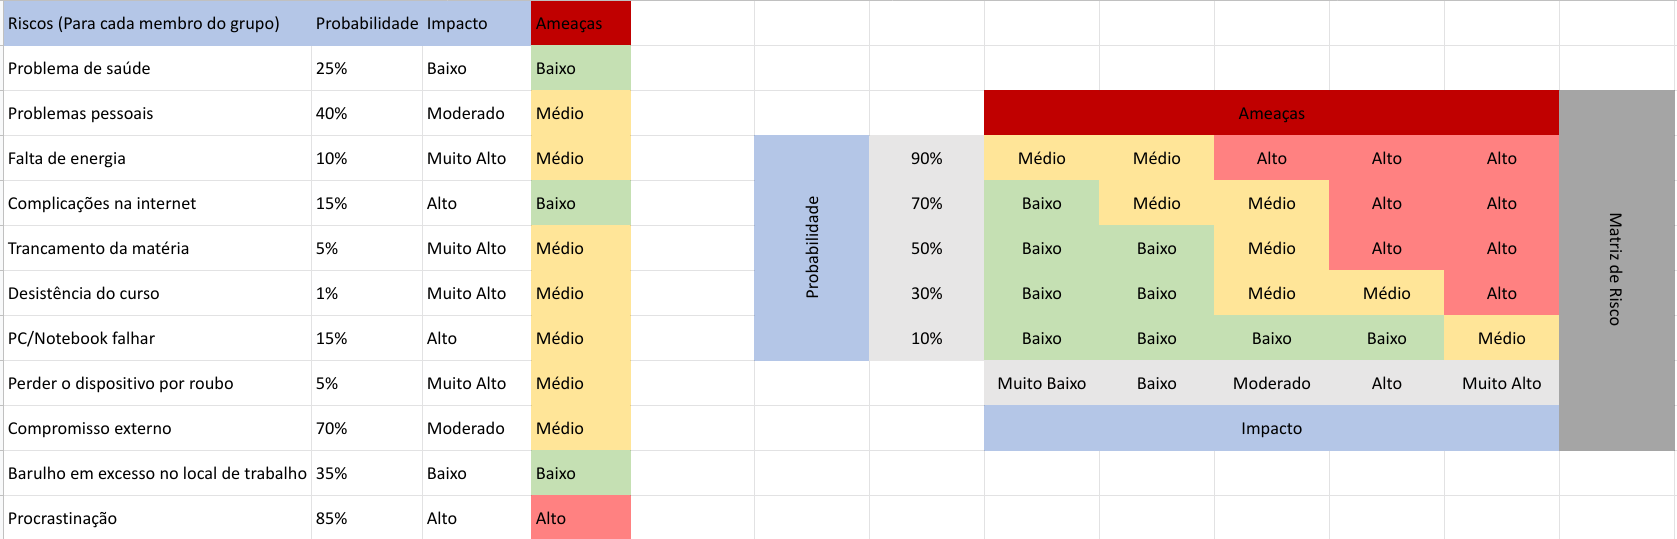 Riscos (Para cada membro do grupo) Probabilidade Impacto Ameaças
Problema de saúde 25% Baixo Baixo
Problemas pessoais 40% Moderado Médio
Falta de energia 10% Muito Alto Médio
Complicações na internet 15% Alto Baixo
Trancamento da matéria 5% Muito Alto Médio
Desistência do curso 1% Muito Alto Médio
PC/Notebook falhar 15% Alto Médio
Perder o dispositivo por roubo 5% Muito Alto Médio
Compromisso externo 70% Moderado Médio
Barulho em excesso no local de trabalho 35% Baixo Baixo
Procrastinação 85% Alto Alto
Ameaças
Probabilidade
90% Médio Médio Alto Alto Alto
70% Baixo Médio Médio Alto Alto
50% Baixo Baixo Médio Alto Alto
30% Baixo Baixo Médio Médio Alto
10% Baixo Baixo Baixo Baixo Médio
Muito Baixo Baixo Moderado Alto Muito Alto
Impacto
Matriz de Risco